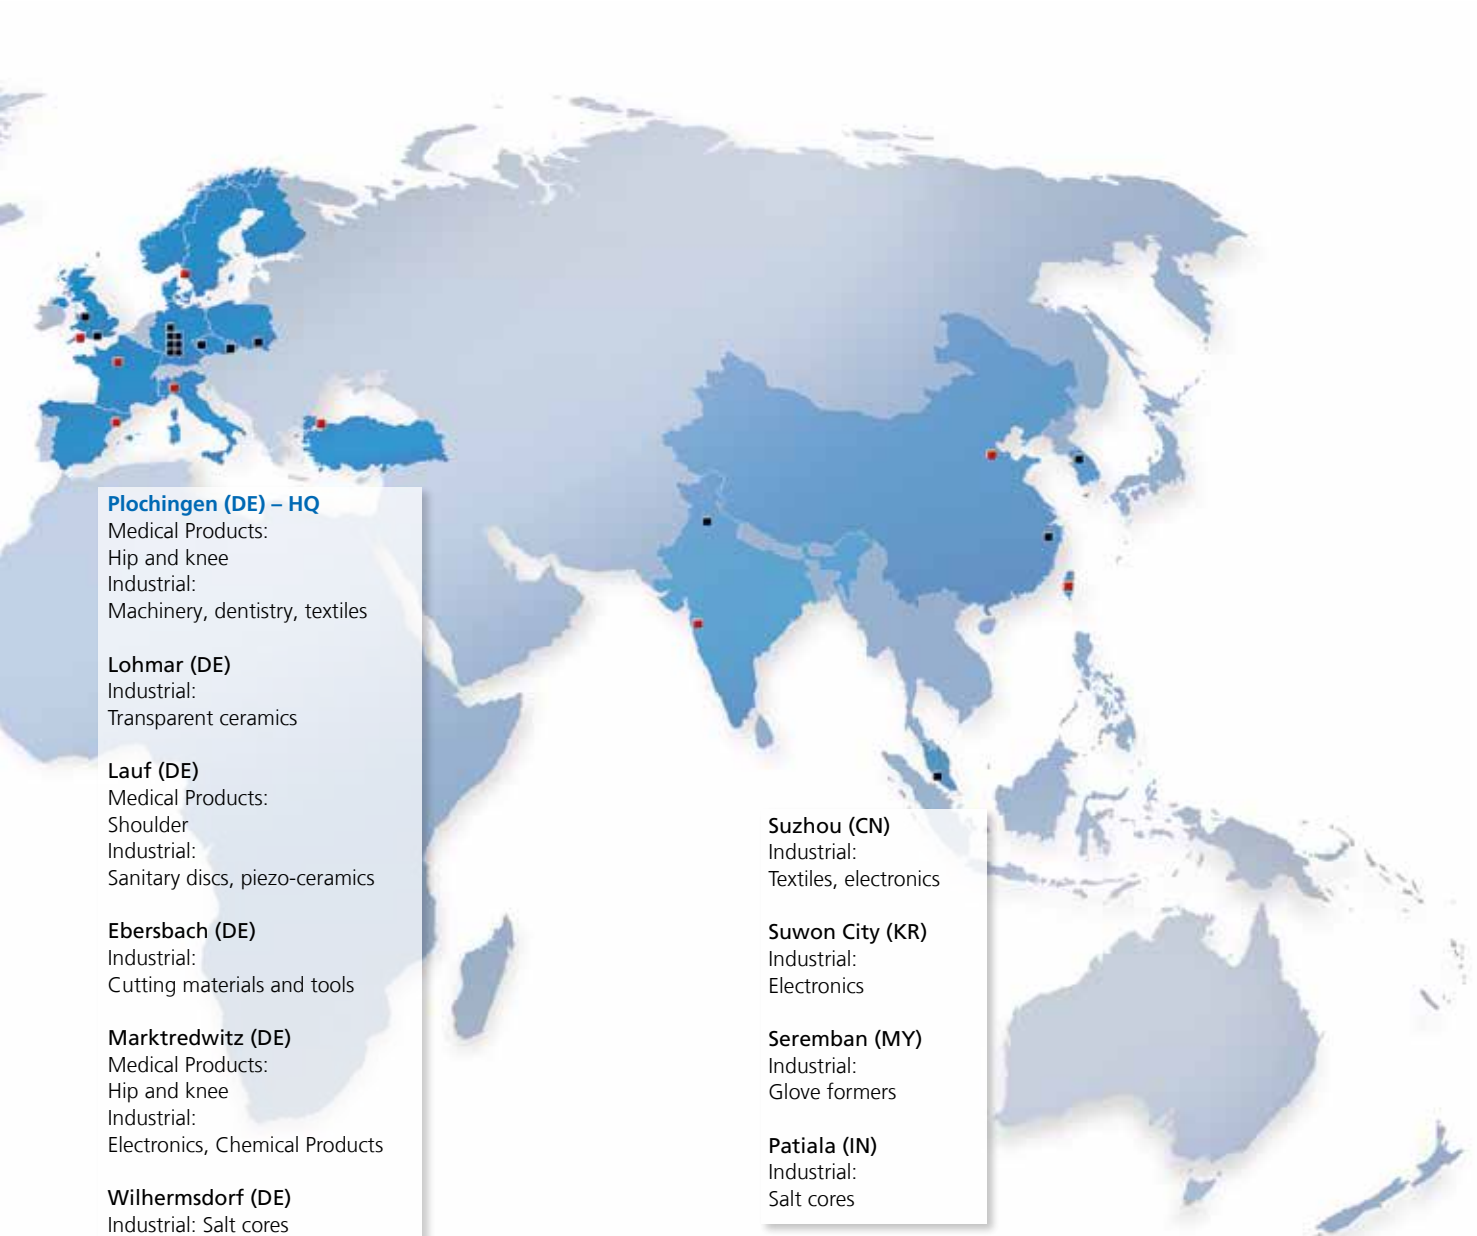 Plochingen (DE) – HQ
Medical Products:
Hip and knee
Industrial:
Machinery, dentistry, textiles
Lohmar (DE)
Industrial:
Transparent ceramics
Lauf (DE)
Medical Products:
Shoulder
Industrial:
Sanitary discs, piezo-ceramics
Ebersbach (DE)
Industrial:
Cutting materials and tools
Marktredwitz (DE)
Medical Products:
Hip and knee
Industrial:
Electronics, Chemical Products
Wilhermsdorf (DE)
Industrial: Salt cores
Suzhou (CN)
Industrial:
Textiles, electronics
Suwon City (KR)
Industrial:
Electronics
Seremban (MY)
Industrial:
Glove formers
Patiala (IN)
Industrial:
Salt cores